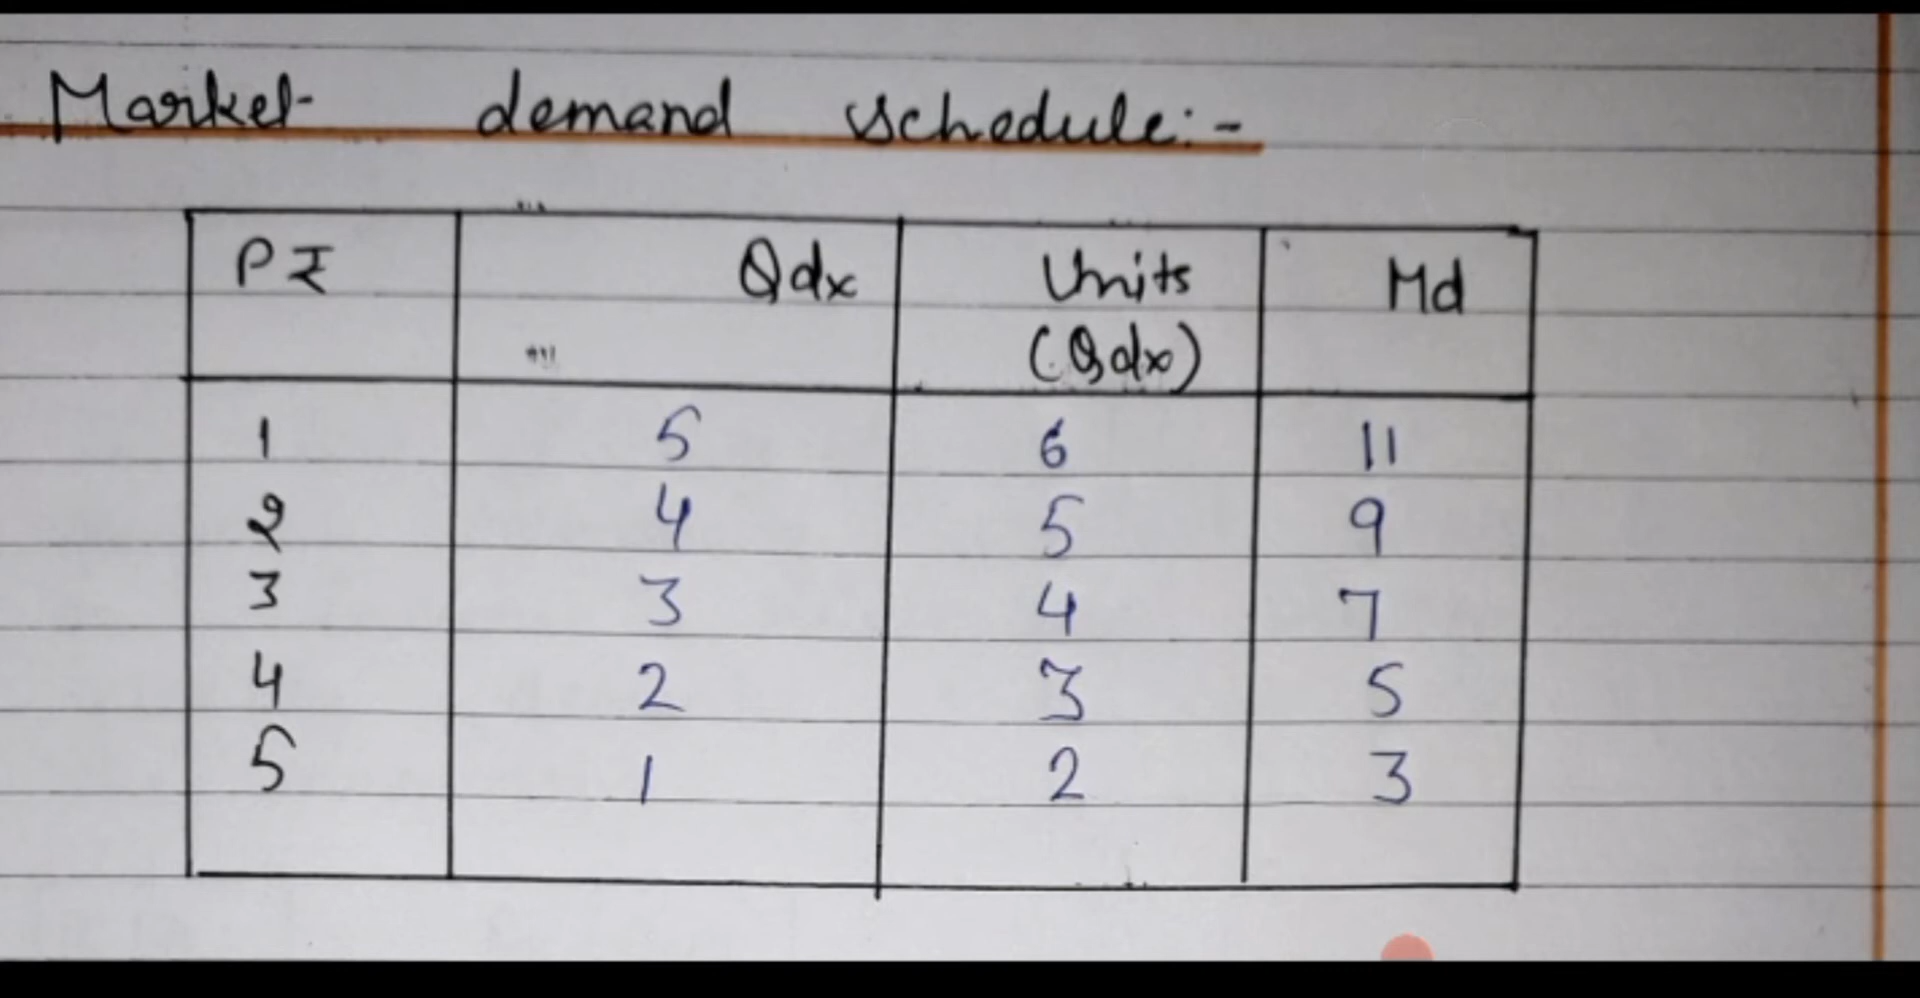 Market demand schedule:-
P ₹ Qdx Units Md
(Qdx)
1 5 6 11
2 4 5 9
3 3 4 7
4 2 3 5
5 1 2 3